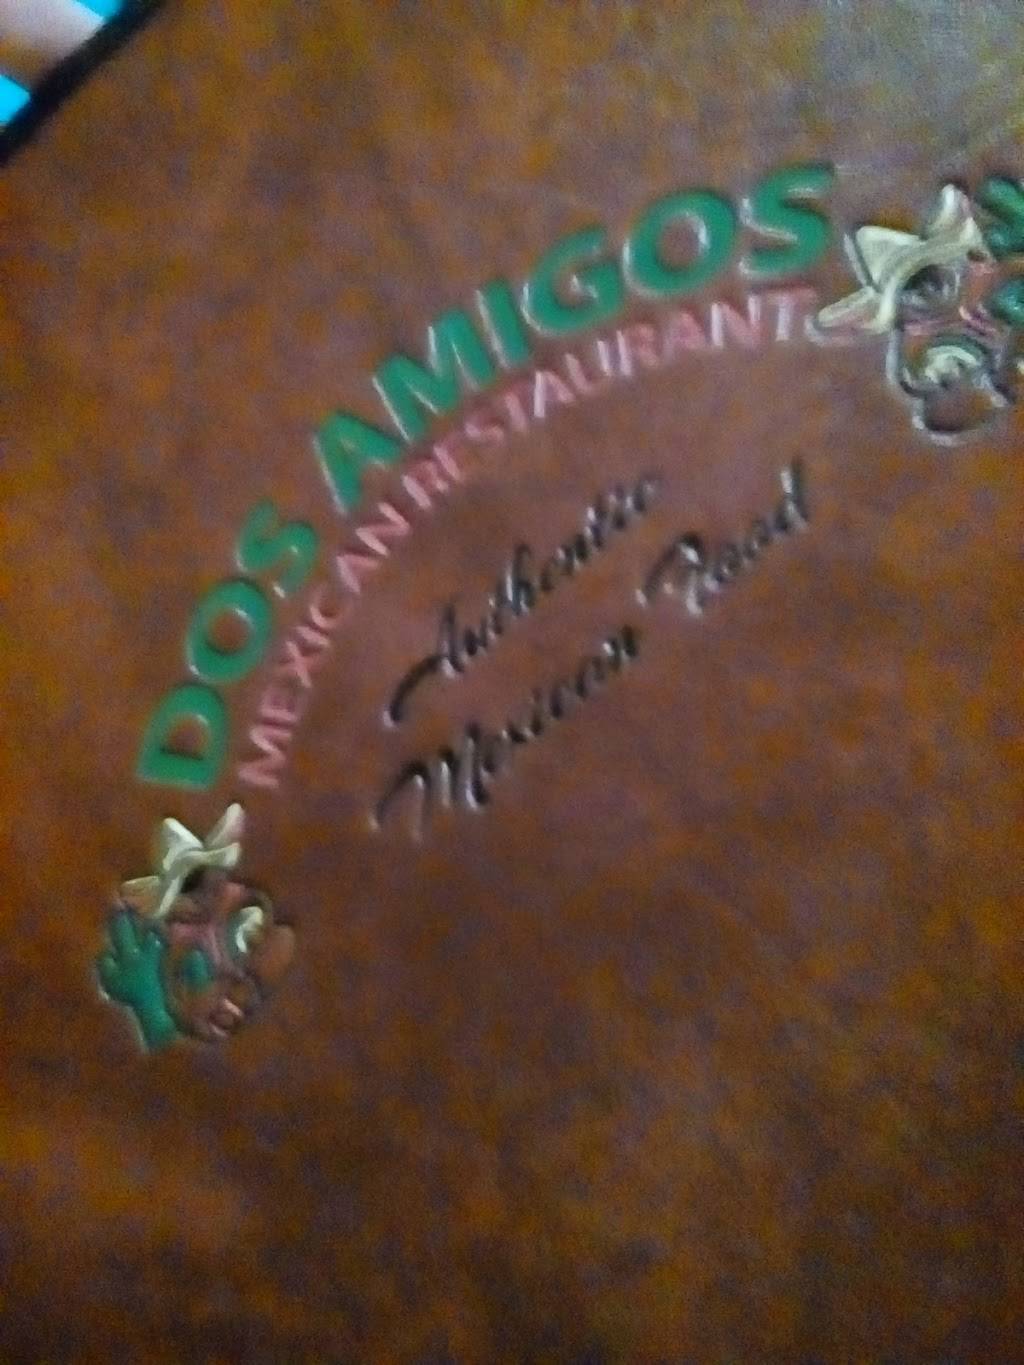 DOS AMIGOS
MEXICAN RESTAURANT
Authentic
Mexican Food